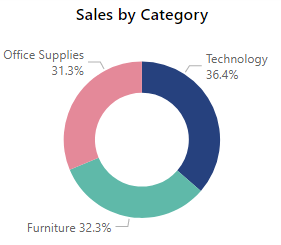 Sales by Category
Office Supplies
31.3%
Technology
36.4%
Furniture 32.3%